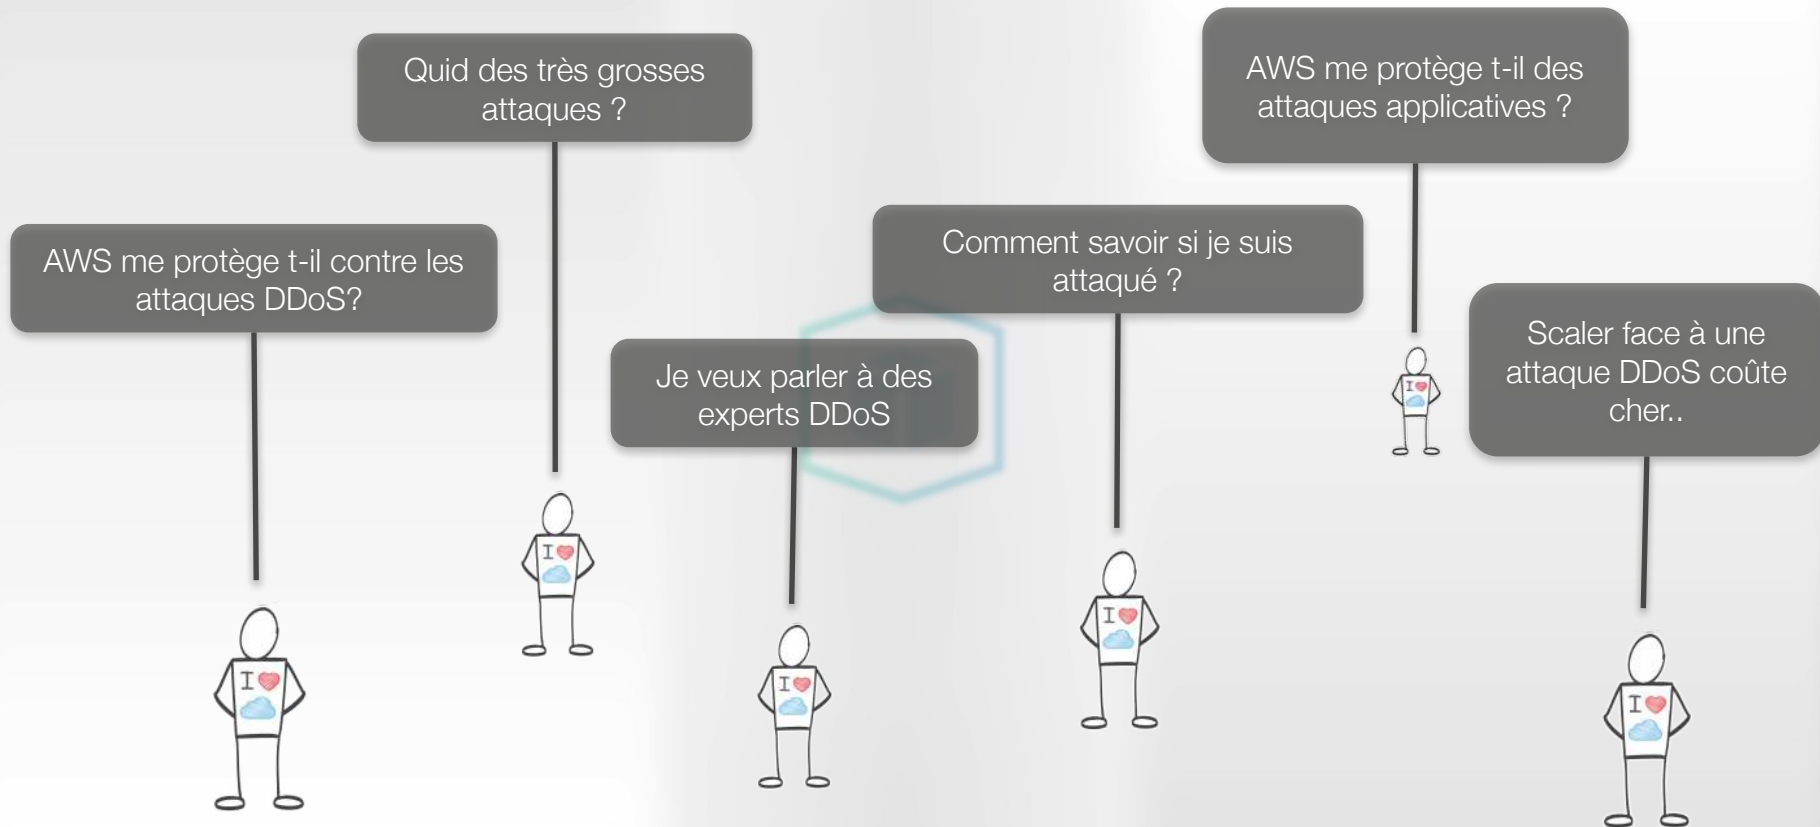 Quid des très grosses
attaques ?
AWS me protège t-il des
attaques applicatives ?
AWS me protège t-il contre les
attaques DDoS?
Comment savoir si je suis
attaqué ?
Je veux parler à des
experts DDoS
Scaler face à une
attaque DDoS coûte
cher..
I
I
I
I
I
I